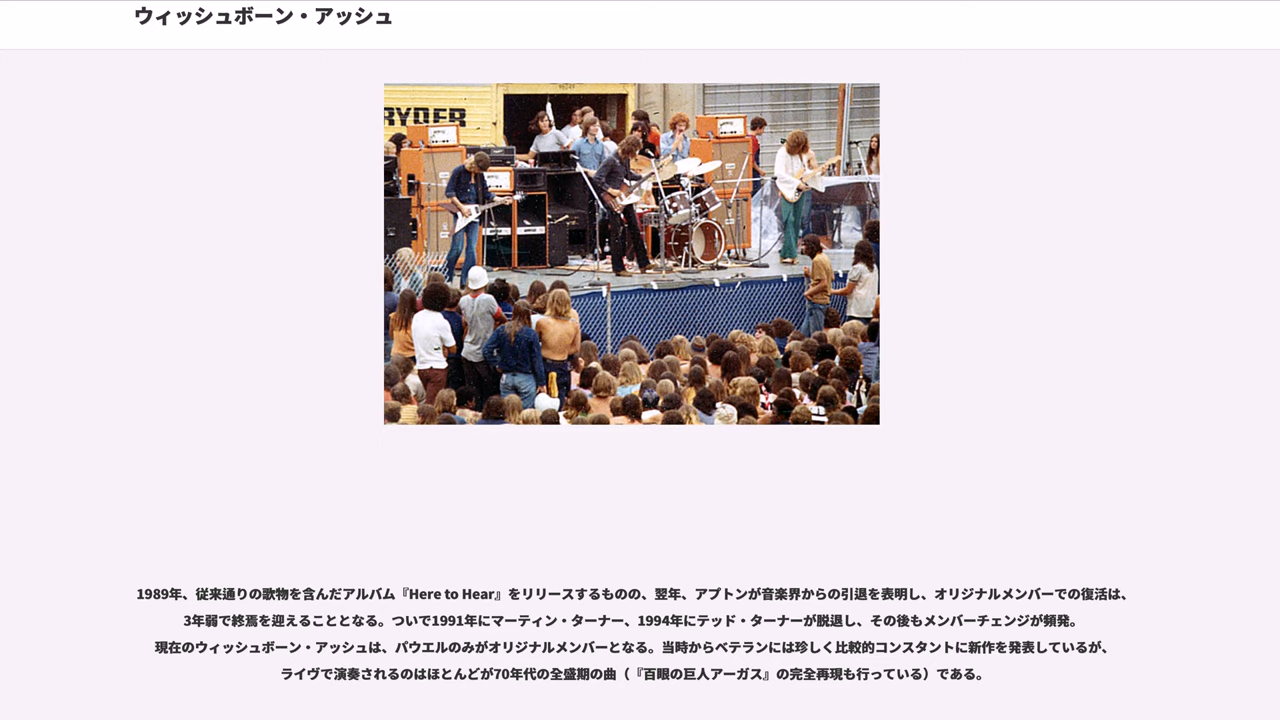 ウィッシュボーン・アッシュ
RYDER
1989年、従来通りの歌物を含んだアルバム『Here to Hear』をリリースするものの、翌年、アプトンが音楽界からの引退を表明し、オリジナルメンバーでの復活は、
3年弱で終焉を迎えることとなる。ついで1991年にマーティン・ターナー、1994年にテッド・ターナーが脱退し、その後もメンバーチェンジが頻発。
現在のウィッシュボーン・アッシュは、パウエルのみがオリジナルメンバーとなる。当時からベテランには珍しく比較的コンスタントに新作を発表しているが、
ライヴで演奏されるのはほとんどが70年代の全盛期の曲（『百眼の巨人アーガス』の完全再現も行っている）である。